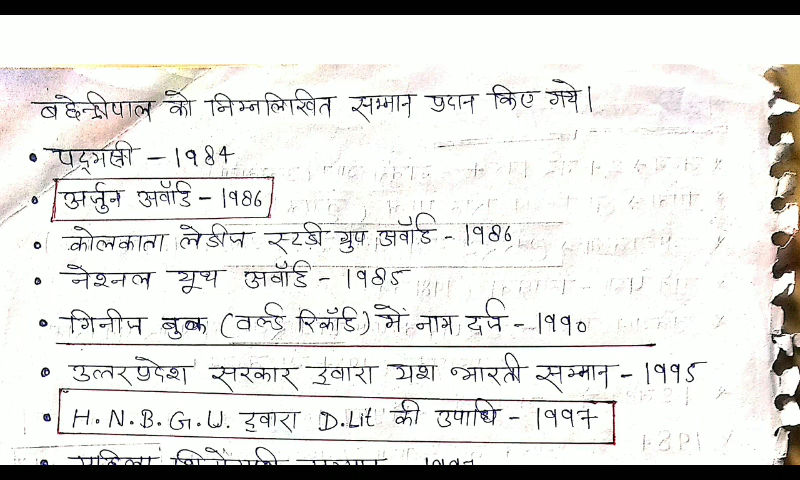 बछेन्द्रीपाल को निम्नलिखित सम्मान प्रदान किए गये।
• पद्मश्री – 1984
• अर्जुन अवॉर्ड – 1986
• कोलकाता लेडीज स्टडी ग्रुप अवॉर्ड – 1986
• नेशनल यूथ अवॉर्ड – 1985
• गिनीज बुक (वर्ल्ड रिकॉर्ड) में नाम दर्ज – 1990
• उत्तरप्रदेश सरकार द्वारा यश भारती सम्मान – 1995
• H.N.B.G.U. द्वारा D.Lit की उपाधि – 1997